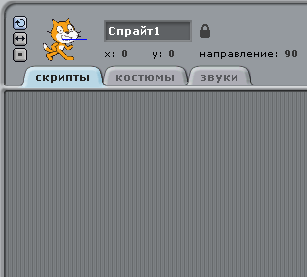 Спрайт1
x: 0 y: 0 направление: 90
скрипты костюмы звуки